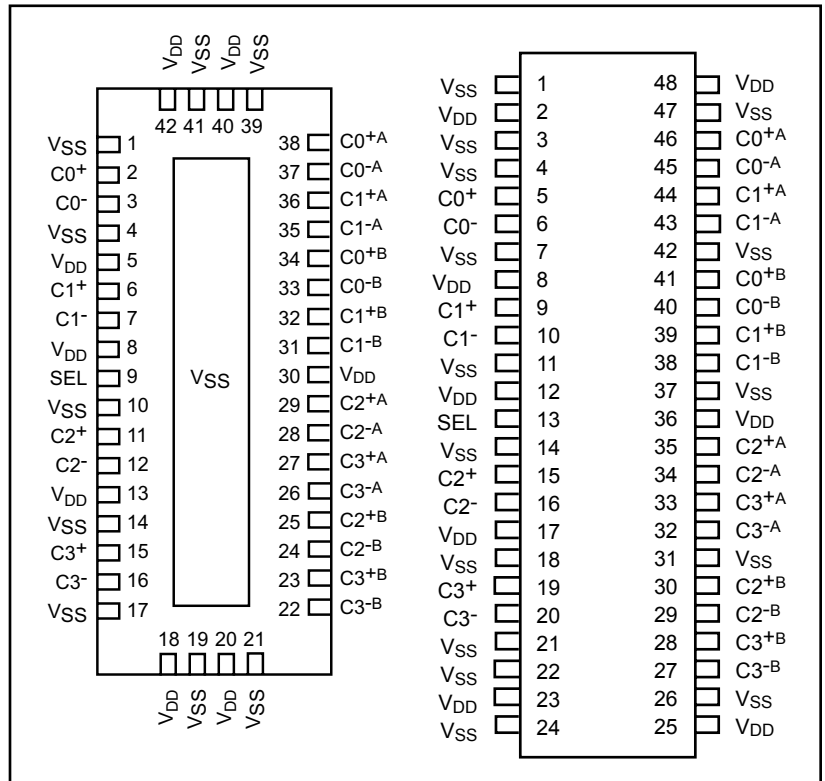 VDD VSS VDD VSS
42 41 40 39
VSS 1
C0+ 2
C0- 3
VSS 4
VDD 5
C1+ 6
C1- 7
VDD 8
SEL 9
VSS 10
C2+ 11
C2- 12
VDD 13
VSS 14
C3+ 15
C3- 16
VSS 17
VSS
38 C0+A
37 C0-A
36 C1+A
35 C1-A
34 C0+B
33 C0-B
32 C1+B
31 C1-B
30 VDD
29 C2+A
28 C2-A
27 C3+A
26 C3-A
25 C2+B
24 C2-B
23 C3+B
22 C3-B
18 19 20 21
VDD VSS VDD VSS
VSS 1 48 VDD
VDD 2 47 VSS
VSS 3 46 C0+A
VSS 4 45 C0-A
C0+ 5 44 C1+A
C0- 6 43 C1-A
VSS 7 42 VSS
VDD 8 41 C0+B
C1+ 9 40 C0-B
C1- 10 39 C1+B
VSS 11 38 C1-B
VDD 12 37 VSS
SEL 13 36 VDD
VSS 14 35 C2+A
C2+ 15 34 C2-A
C2- 16 33 C3+A
VDD 17 32 C3-A
VSS 18 31 VSS
C3+ 19 30 C2+B
C3- 20 29 C2-B
VSS 21 28 C3+B
VSS 22 27 C3-B
VDD 23 26 VSS
VSS 24 25 VDD